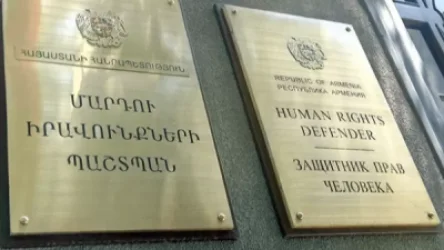 ՀԱՅԱՍՏԱՆԻ ՀԱՆՐԱՊԵՏՈՒԹՅՈՒՆ
ՄԱՐԴՈՒ
ԻՐԱՎՈՒՆՔՆԵՐԻ
ՊԱՇՏՊԱՆ
REPUBLIC OF ARMENIA
РЕСПУБЛИКА АРМЕНИЯ
HUMAN RIGHTS
DEFENDER
ЗАЩИТНИК ПРАВ
ЧЕЛОВЕКА